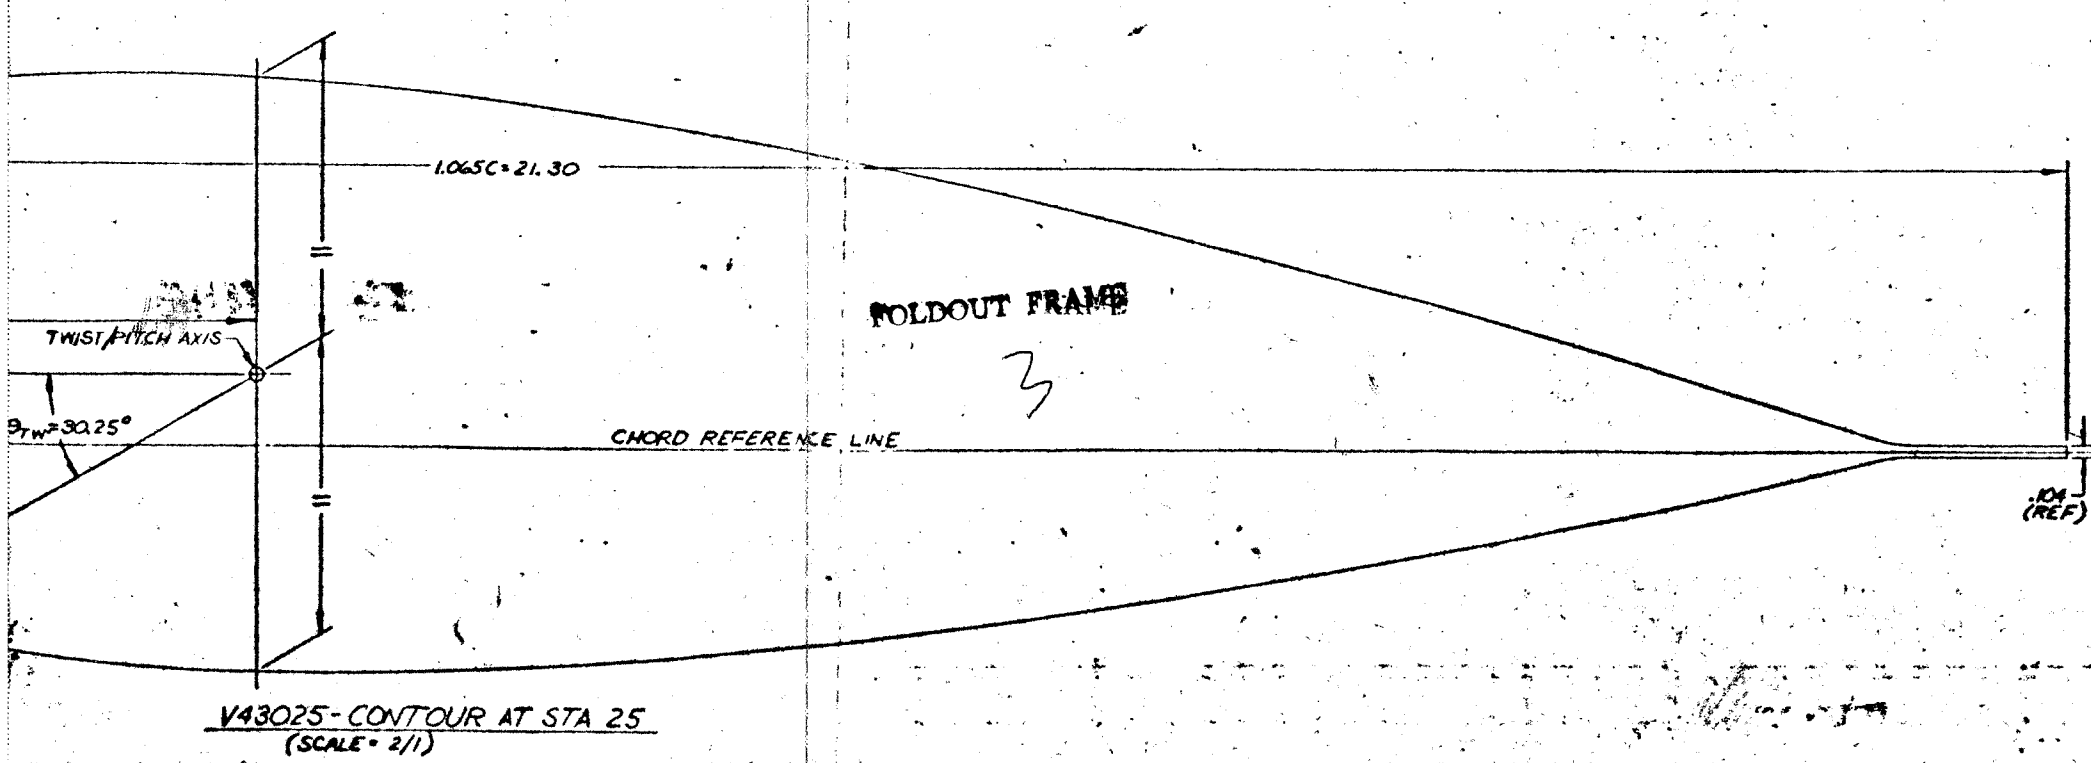 1.065C=21.30
FOLDOUT FRAME
3
TWIST/PITCH AXIS
θTW=30.25°
CHORD REFERENCE LINE
.104
(REF)
V43025-CONTOUR AT STA 25
(SCALE = 2/1)